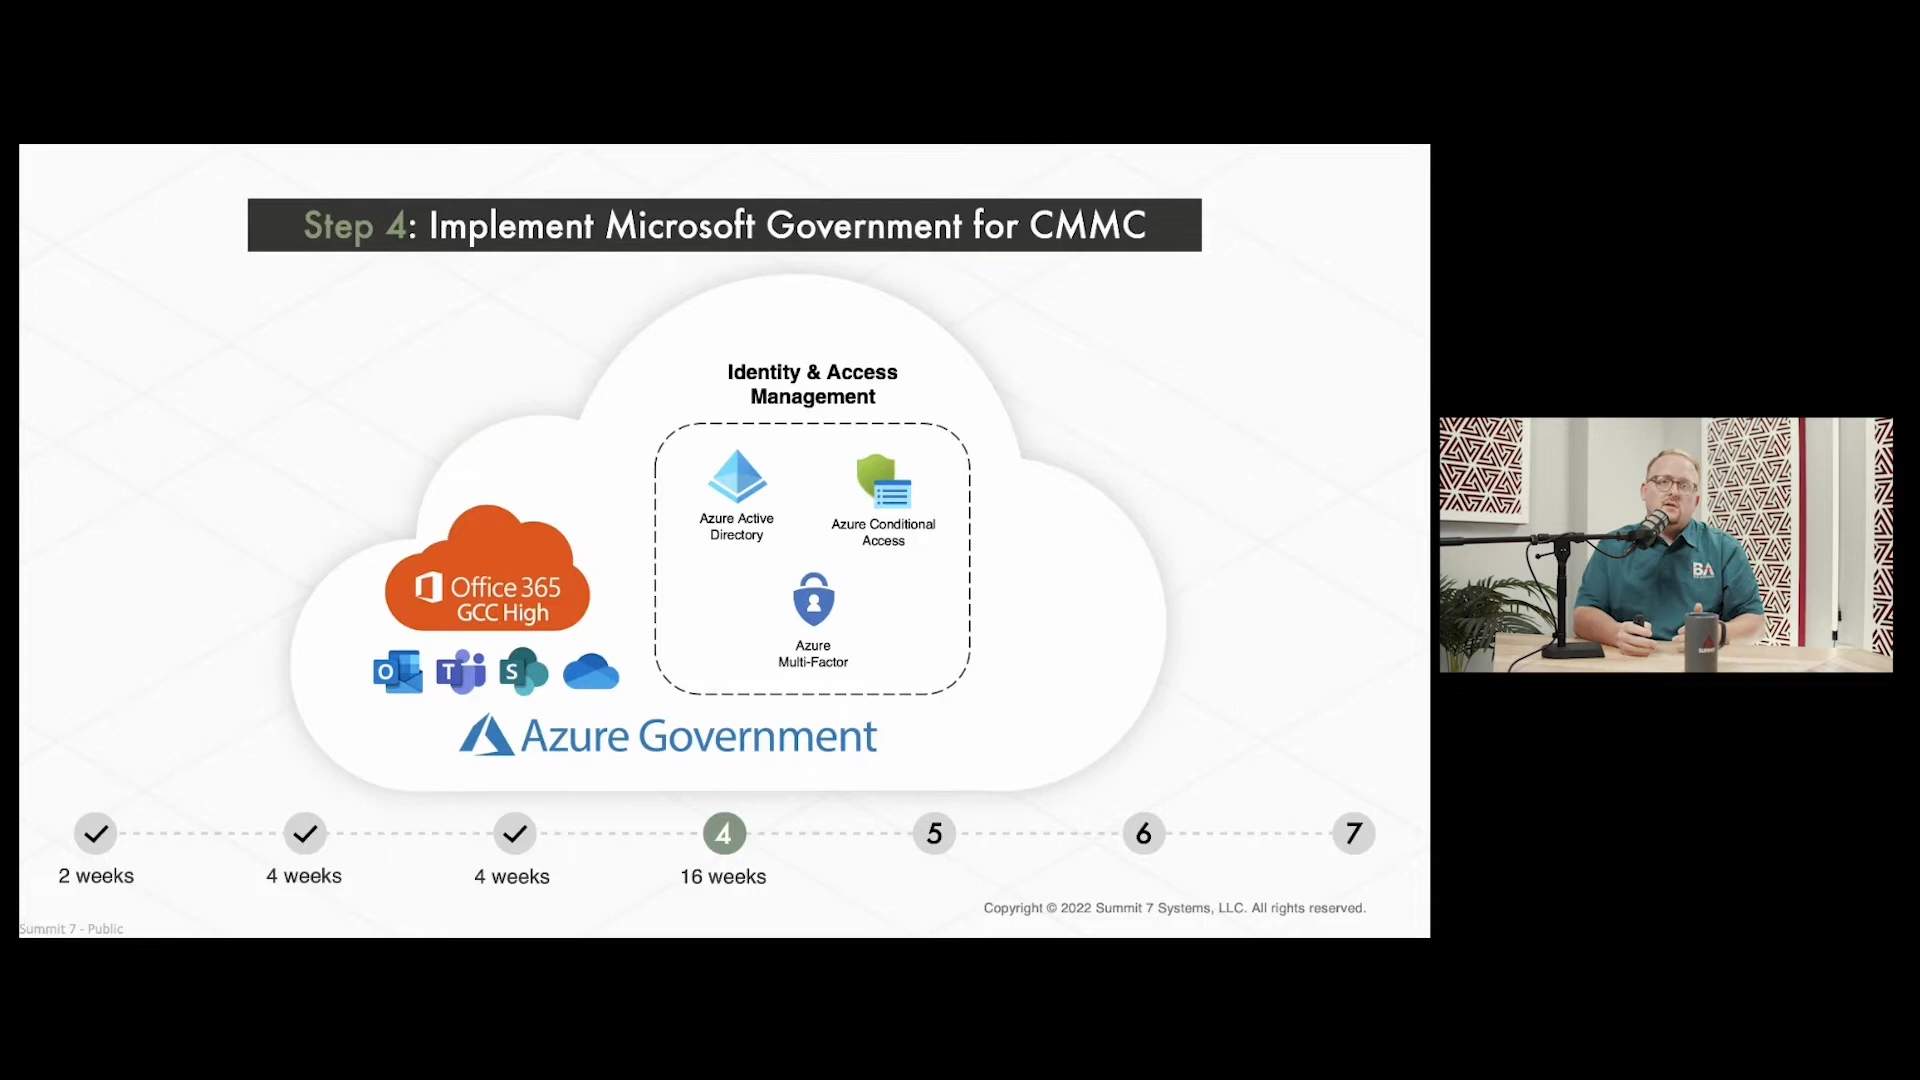 Step 4: Implement Microsoft Government for CMMC
Identity & Access
Management
Azure Active
Directory
Azure Conditional
Access
Azure
Multi-Factor
Office 365
GCC High
O
T
S
Azure Government
4
5
6
7
2 weeks
4 weeks
4 weeks
16 weeks
Copyright © 2022 Summit 7 Systems, LLC. All rights reserved.
Summit 7 - Public
BA